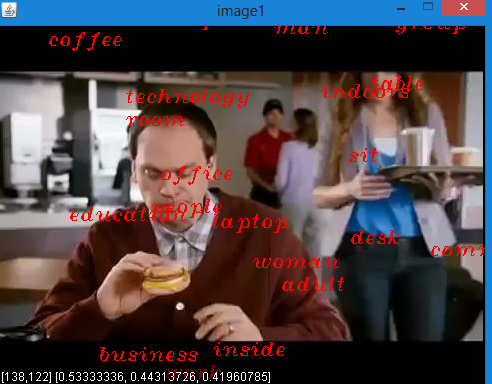 image1
man
group
coffee
table
technology
indoors
room
sit
office
people
education
laptop
desk
woman
adult
business
inside
[138,122] [0.53333336, 0.44313726, 0.41960785]